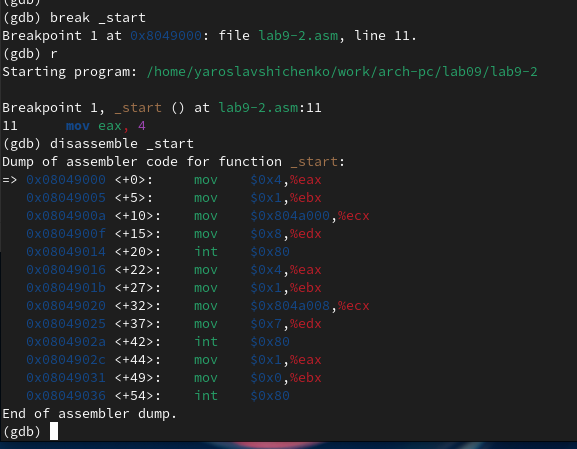 (gdb)
(gdb) break _start
Breakpoint 1 at 0x8049000: file lab9-2.asm, line 11.
(gdb) r
Starting program: /home/yaroslavshichenko/work/arch-pc/lab09/lab9-2
Breakpoint 1, _start () at lab9-2.asm:11
11      mov eax, 4
(gdb) disassemble _start
Dump of assembler code for function _start:
=> 0x08049000 <+0>:     mov    $0x4,%eax
   0x08049005 <+5>:     mov    $0x1,%ebx
   0x0804900a <+10>:    mov    $0x804a000,%ecx
   0x0804900f <+15>:    mov    $0x8,%edx
   0x08049014 <+20>:    int    $0x80
   0x08049016 <+22>:    mov    $0x4,%eax
   0x0804901b <+27>:    mov    $0x1,%ebx
   0x08049020 <+32>:    mov    $0x804a008,%ecx
   0x08049025 <+37>:    mov    $0x7,%edx
   0x0804902a <+42>:    int    $0x80
   0x0804902c <+44>:    mov    $0x1,%eax
   0x08049031 <+49>:    mov    $0x0,%ebx
   0x08049036 <+54>:    int    $0x80
End of assembler dump.
(gdb)